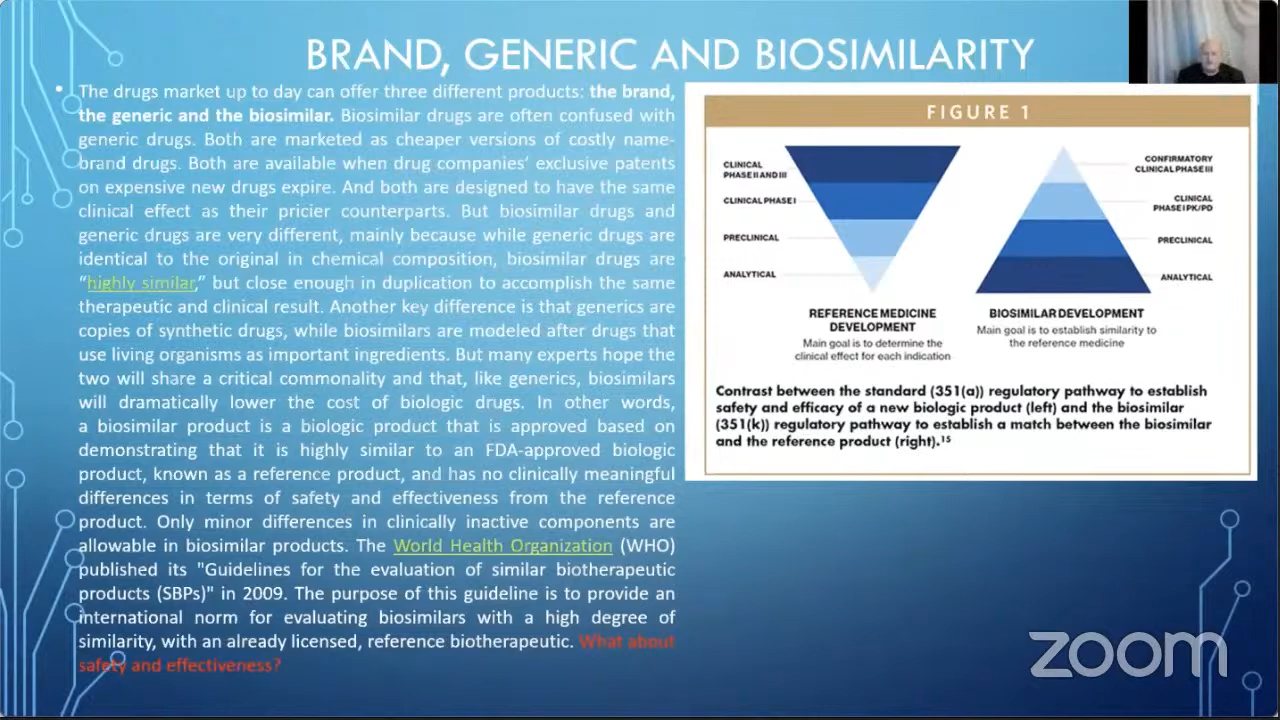 BRAND, GENERIC AND BIOSIMILARITY
• The drugs market up to day can offer three different products: the brand,
the generic and the biosimilar. Biosimilar drugs are often confused with
generic drugs. Both are marketed as cheaper versions of costly name-
brand drugs. Both are available when drug companies’ exclusive patents
on expensive new drugs expire. And both are designed to have the same
clinical effect as their pricier counterparts. But biosimilar drugs and
generic drugs are very different, mainly because while generic drugs are
identical to the original in chemical composition, biosimilar drugs are
“highly similar,” but close enough in duplication to accomplish the same
therapeutic and clinical result. Another key difference is that generics are
copies of synthetic drugs, while biosimilars are modeled after drugs that
use living organisms as important ingredients. But many experts hope the
two will share a critical commonality and that, like generics, biosimilars
will dramatically lower the cost of biologic drugs. In other words,
a biosimilar product is a biologic product that is approved based on
demonstrating that it is highly similar to an FDA-approved biologic
product, known as a reference product, and has no clinically meaningful
differences in terms of safety and effectiveness from the reference
product. Only minor differences in clinically inactive components are
allowable in biosimilar products. The World Health Organization (WHO)
published its "Guidelines for the evaluation of similar biotherapeutic
products (SBPs)" in 2009. The purpose of this guideline is to provide an
international norm for evaluating biosimilars with a high degree of
similarity, with an already licensed, reference biotherapeutic. What about
safety and effectiveness?
FIGURE 1
CLINICAL
PHASE II AND III
CLINICAL PHASE I
PRECLINICAL
ANALYTICAL
REFERENCE MEDICINE
DEVELOPMENT
Main goal is to determine the
clinical effect for each indication
CONFIRMATORY
CLINICAL PHASE III
CLINICAL
PHASE I PK/PD
PRECLINICAL
ANALYTICAL
BIOSIMILAR DEVELOPMENT
Main goal is to establish similarity to
the reference medicine
Contrast between the standard (351(a)) regulatory pathway to establish
safety and efficacy of a new biologic product (left) and the biosimilar
(351(k)) regulatory pathway to establish a match between the biosimilar
and the reference product (right).¹⁵
zoom